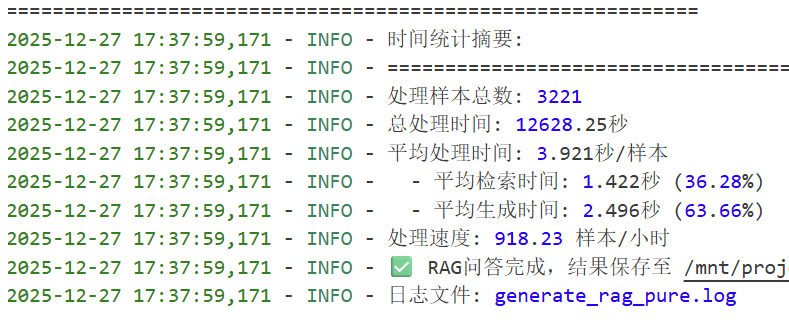 ============================================================
2025-12-27 17:37:59,171 - INFO - 时间统计摘要:
2025-12-27 17:37:59,171 - INFO - ===================================
2025-12-27 17:37:59,171 - INFO - 处理样本总数: 3221
2025-12-27 17:37:59,171 - INFO - 总处理时间: 12628.25秒
2025-12-27 17:37:59,171 - INFO - 平均处理时间: 3.921秒/样本
2025-12-27 17:37:59,171 - INFO -   - 平均检索时间: 1.422秒 (36.28%)
2025-12-27 17:37:59,171 - INFO -   - 平均生成时间: 2.496秒 (63.66%)
2025-12-27 17:37:59,171 - INFO - 处理速度: 918.23 样本/小时
2025-12-27 17:37:59,171 - INFO - ✅ RAG问答完成，结果保存至 /mnt/proj
2025-12-27 17:37:59,171 - INFO - 日志文件: generate_rag_pure.log